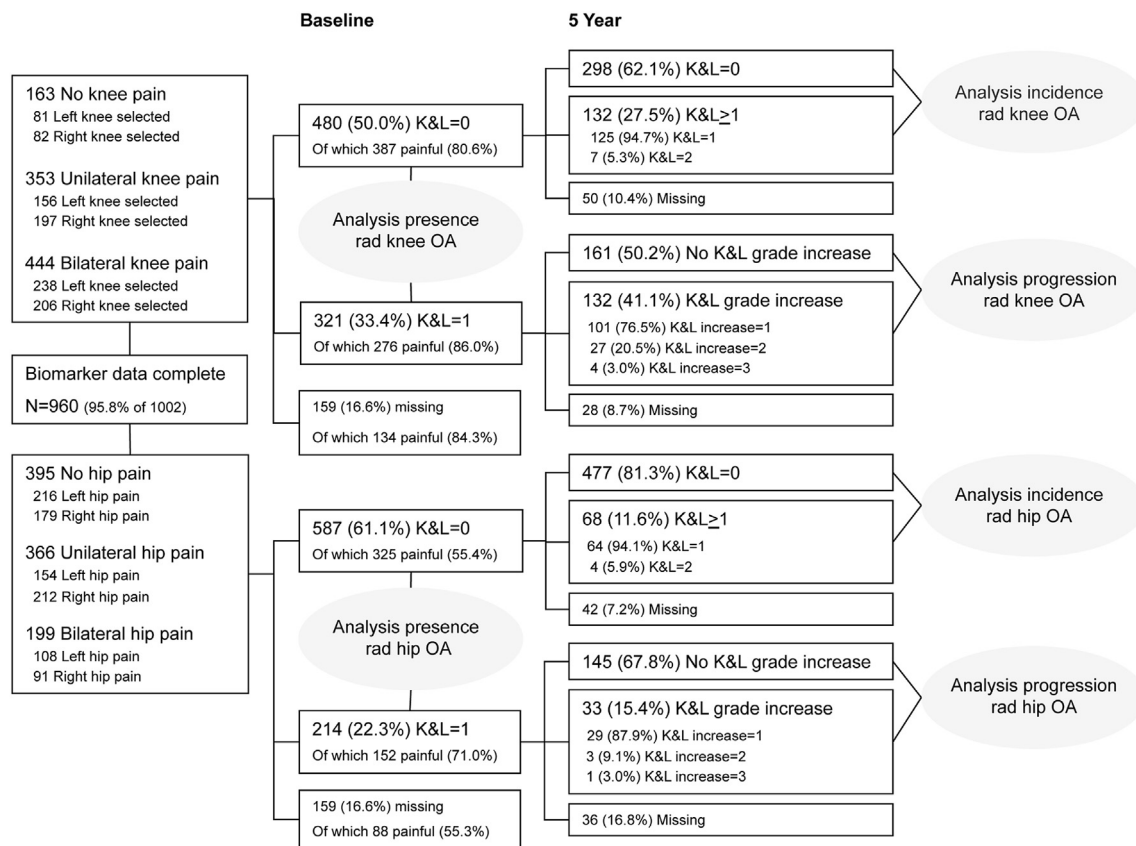 Baseline
5 Year
163 No knee pain
81 Left knee selected
82 Right knee selected
353 Unilateral knee pain
156 Left knee selected
197 Right knee selected
444 Bilateral knee pain
238 Left knee selected
206 Right knee selected
Biomarker data complete
N=960 (95.8% of 1002)
395 No hip pain
216 Left hip pain
179 Right hip pain
366 Unilateral hip pain
154 Left hip pain
212 Right hip pain
199 Bilateral hip pain
108 Left hip pain
91 Right hip pain
480 (50.0%) K&L=0
Of which 387 painful (80.6%)
Analysis presence
rad knee OA
321 (33.4%) K&L=1
Of which 276 painful (86.0%)
159 (16.6%) missing
Of which 134 painful (84.3%)
587 (61.1%) K&L=0
Of which 325 painful (55.4%)
Analysis presence
rad hip OA
214 (22.3%) K&L=1
Of which 152 painful (71.0%)
159 (16.6%) missing
Of which 88 painful (55.3%)
298 (62.1%) K&L=0
132 (27.5%) K&L≥1
125 (94.7%) K&L=1
7 (5.3%) K&L=2
50 (10.4%) Missing
161 (50.2%) No K&L grade increase
132 (41.1%) K&L grade increase
101 (76.5%) K&L increase=1
27 (20.5%) K&L increase=2
4 (3.0%) K&L increase=3
28 (8.7%) Missing
477 (81.3%) K&L=0
68 (11.6%) K&L≥1
64 (94.1%) K&L=1
4 (5.9%) K&L=2
42 (7.2%) Missing
145 (67.8%) No K&L grade increase
33 (15.4%) K&L grade increase
29 (87.9%) K&L increase=1
3 (9.1%) K&L increase=2
1 (3.0%) K&L increase=3
36 (16.8%) Missing
Analysis incidence
rad knee OA
Analysis progression
rad knee OA
Analysis incidence
rad hip OA
Analysis progression
rad hip OA